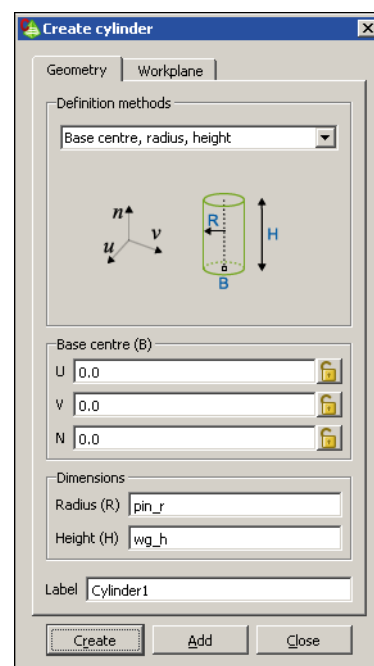 Create cylinder
Geometry Workplane
Definition methods
Base centre, radius, height
n
v
u
R
H
B
Base centre (B)
U 0.0
V 0.0
N 0.0
Dimensions
Radius (R) pin_r
Height (H) wg_h
Label Cylinder1
Create Add Close